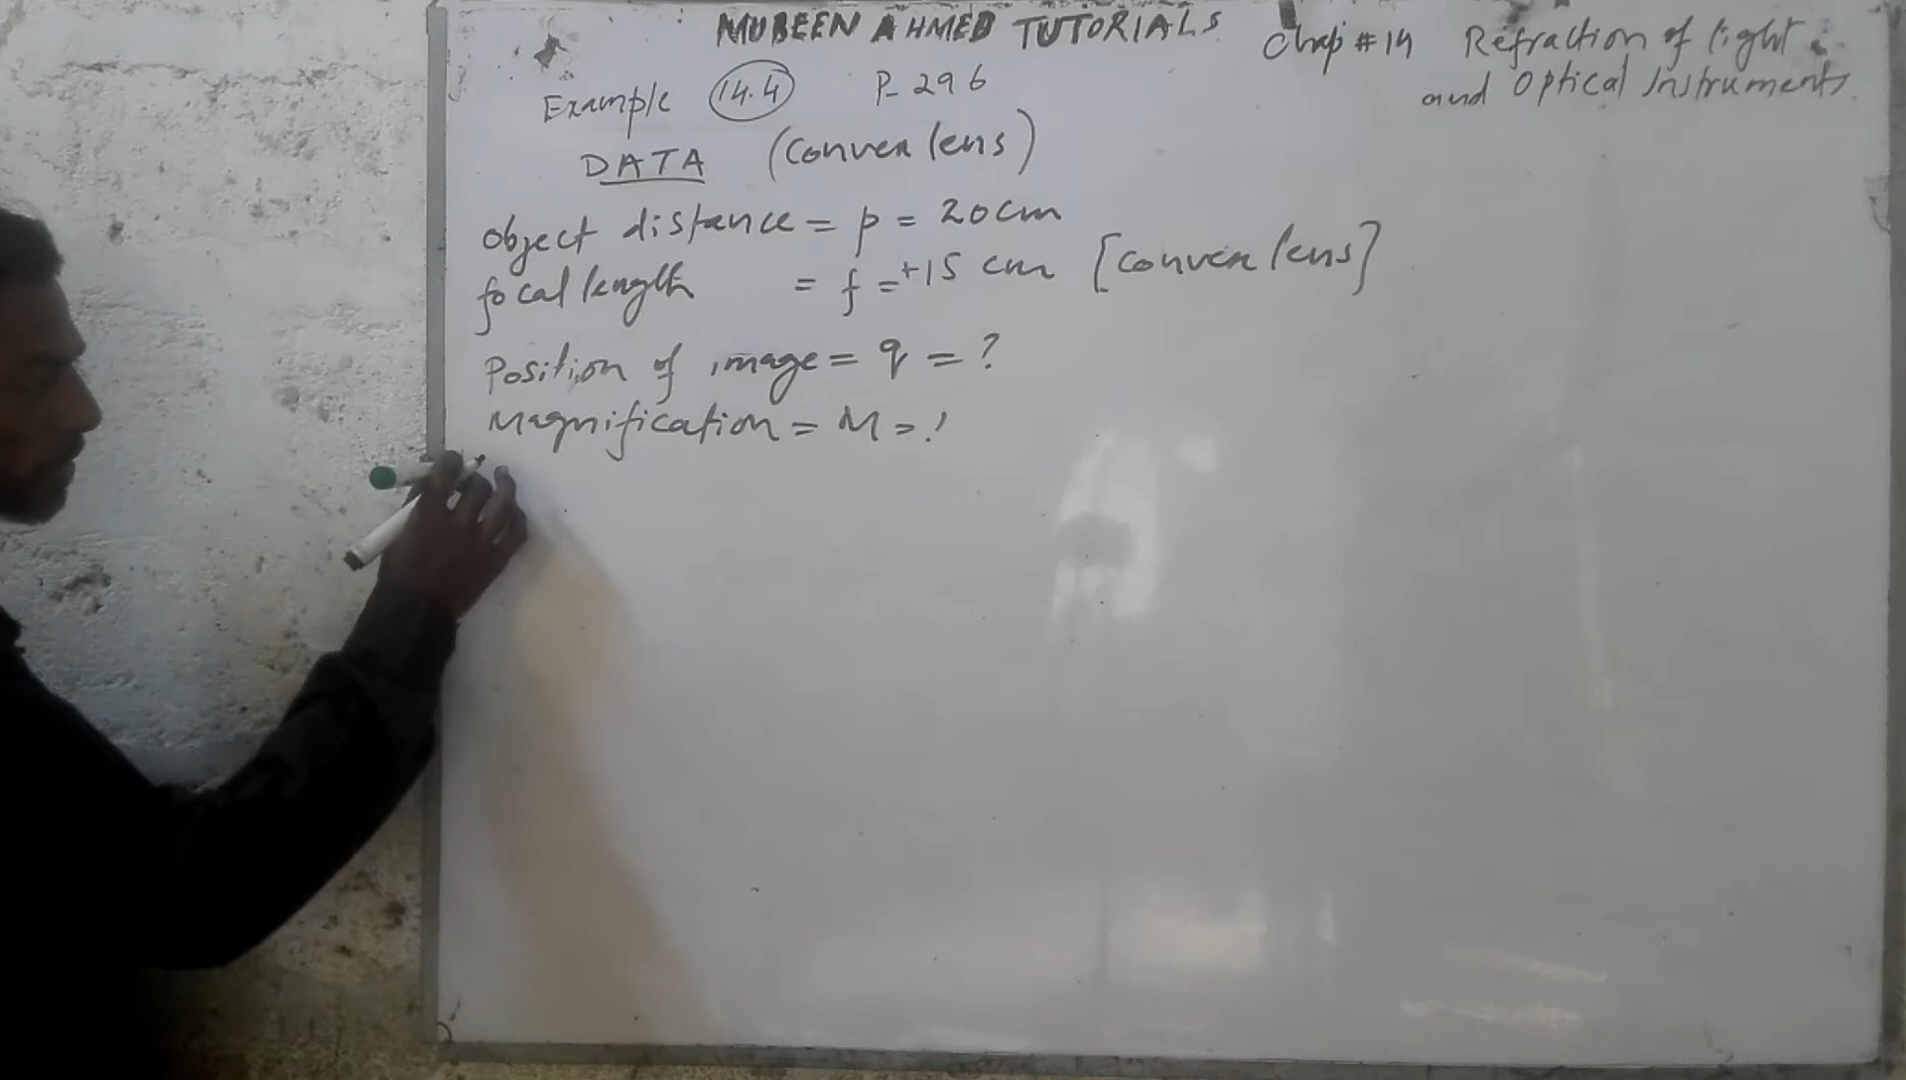 MUBEEN AHMED TUTORIALS
Chap # 14 Refraction of light
and Optical Instruments
Example 14.4 P-296
DATA (Convex lens)
Object distance = p = 20cm
focal length = f = +15 cm [Convex lens]
Position of image = q = ?
Magnification = M = ?